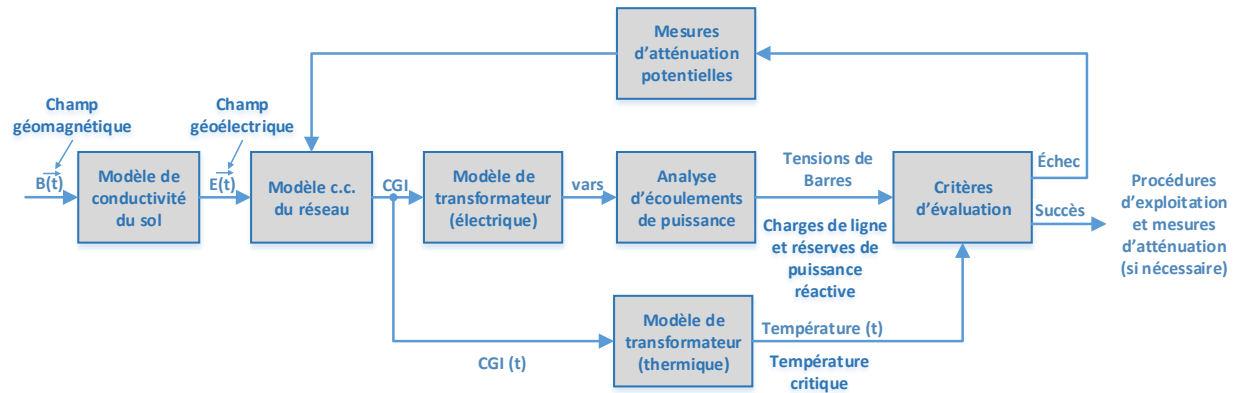 Mesures
d'atténuation
potentielles
Champ
géomagnétique
Champ
géoélectrique
B(t)
Modèle de
conductivité
du sol
E(t)
Modèle c.c.
du réseau
CGI
Modèle de
transformateur
(électrique)
vars
Analyse
d'écoulements
de puissance
Tensions de
Barres
Charges de ligne
et réserves de
puissance
réactive
Critères
d'évaluation
Échec
Succès
Procédures
d'exploitation
et mesures
d'atténuation
(si nécessaire)
CGI (t)
Modèle de
transformateur
(thermique)
Température (t)
Température
critique